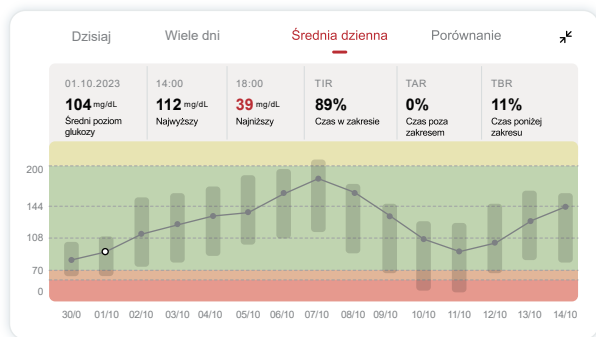 Dzisiaj
Wiele dni
Średnia dzienna
Porównanie
01.10.2023
104 mg/dL
Średni poziom
glukozy
14:00
112 mg/dL
Najwyższy
18:00
39 mg/dL
Najniższy
TIR
89%
Czas w zakresie
TAR
0%
Czas poza
zakresem
TBR
11%
Czas poniżej
zakresu
200
144
108
70
0
30/0 01/10 02/10 03/10 04/10 05/10 06/10 07/10 08/10 09/10 10/10 11/10 12/10 13/10 14/10